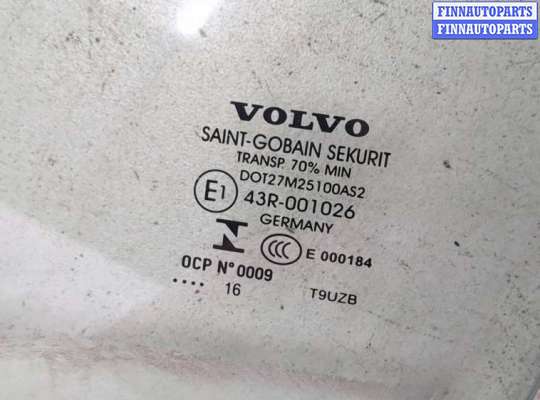 FINNAUTOPARTS
FINNAUTOPARTS
VOLVO
SAINT-GOBAIN SEKURIT
TRANSP. 70% MIN
DOT27M25100AS2
E1 43R-001026
GERMANY
CCC E 000184
OCP N° 0009
.... 16 T9UZB